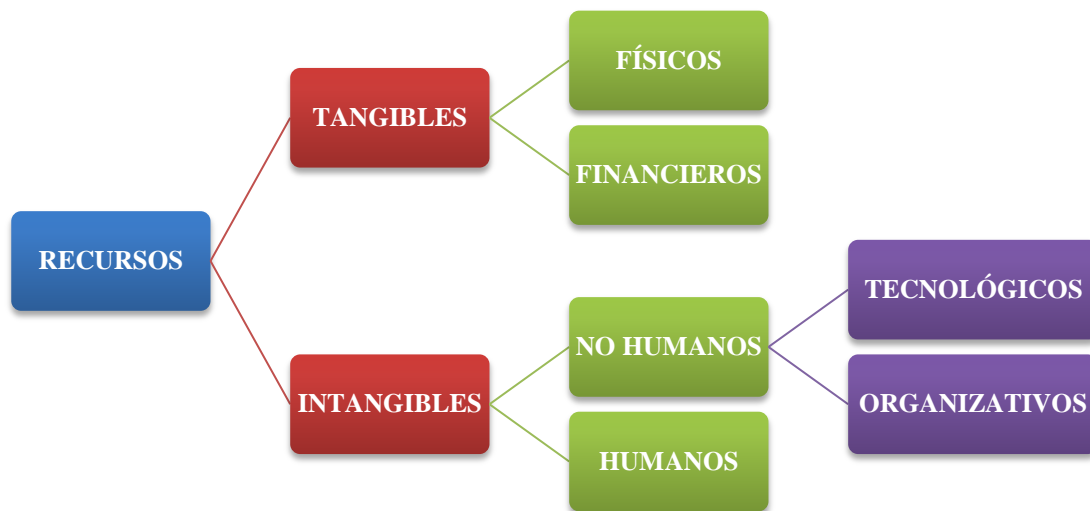 RECURSOS
TANGIBLES
FÍSICOS
FINANCIEROS
INTANGIBLES
NO HUMANOS
TECNOLÓGICOS
ORGANIZATIVOS
HUMANOS